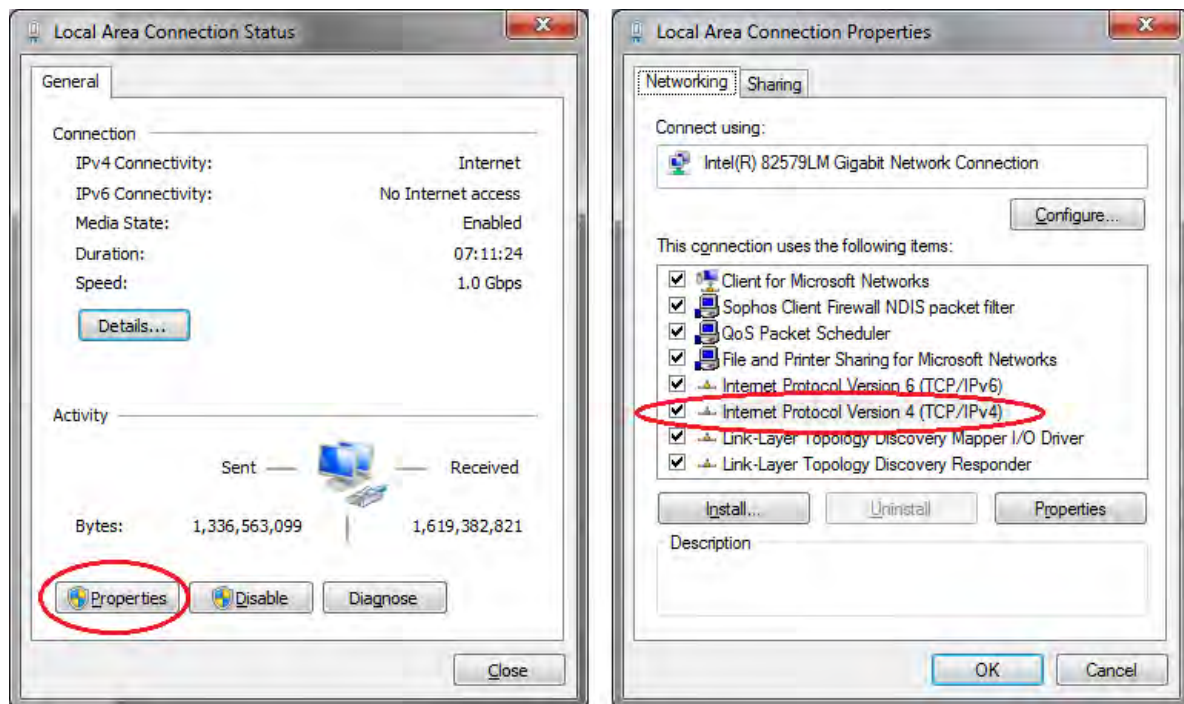 Local Area Connection Status
General
Connection
IPv4 Connectivity: Internet
IPv6 Connectivity: No Internet access
Media State: Enabled
Duration: 07:11:24
Speed: 1.0 Gbps
Details...
Activity
Sent — — Received
Bytes: 1,336,563,099 1,619,382,821
Properties Disable Diagnose
Close
Local Area Connection Properties
Networking Sharing
Connect using:
Intel(R) 82579LM Gigabit Network Connection
Configure...
This connection uses the following items:
Client for Microsoft Networks
Sophos Client Firewall NDIS packet filter
QoS Packet Scheduler
File and Printer Sharing for Microsoft Networks
Internet Protocol Version 6 (TCP/IPv6)
Internet Protocol Version 4 (TCP/IPv4)
Link-Layer Topology Discovery Mapper I/O Driver
Link-Layer Topology Discovery Responder
Install... Uninstall Properties
Description
OK Cancel